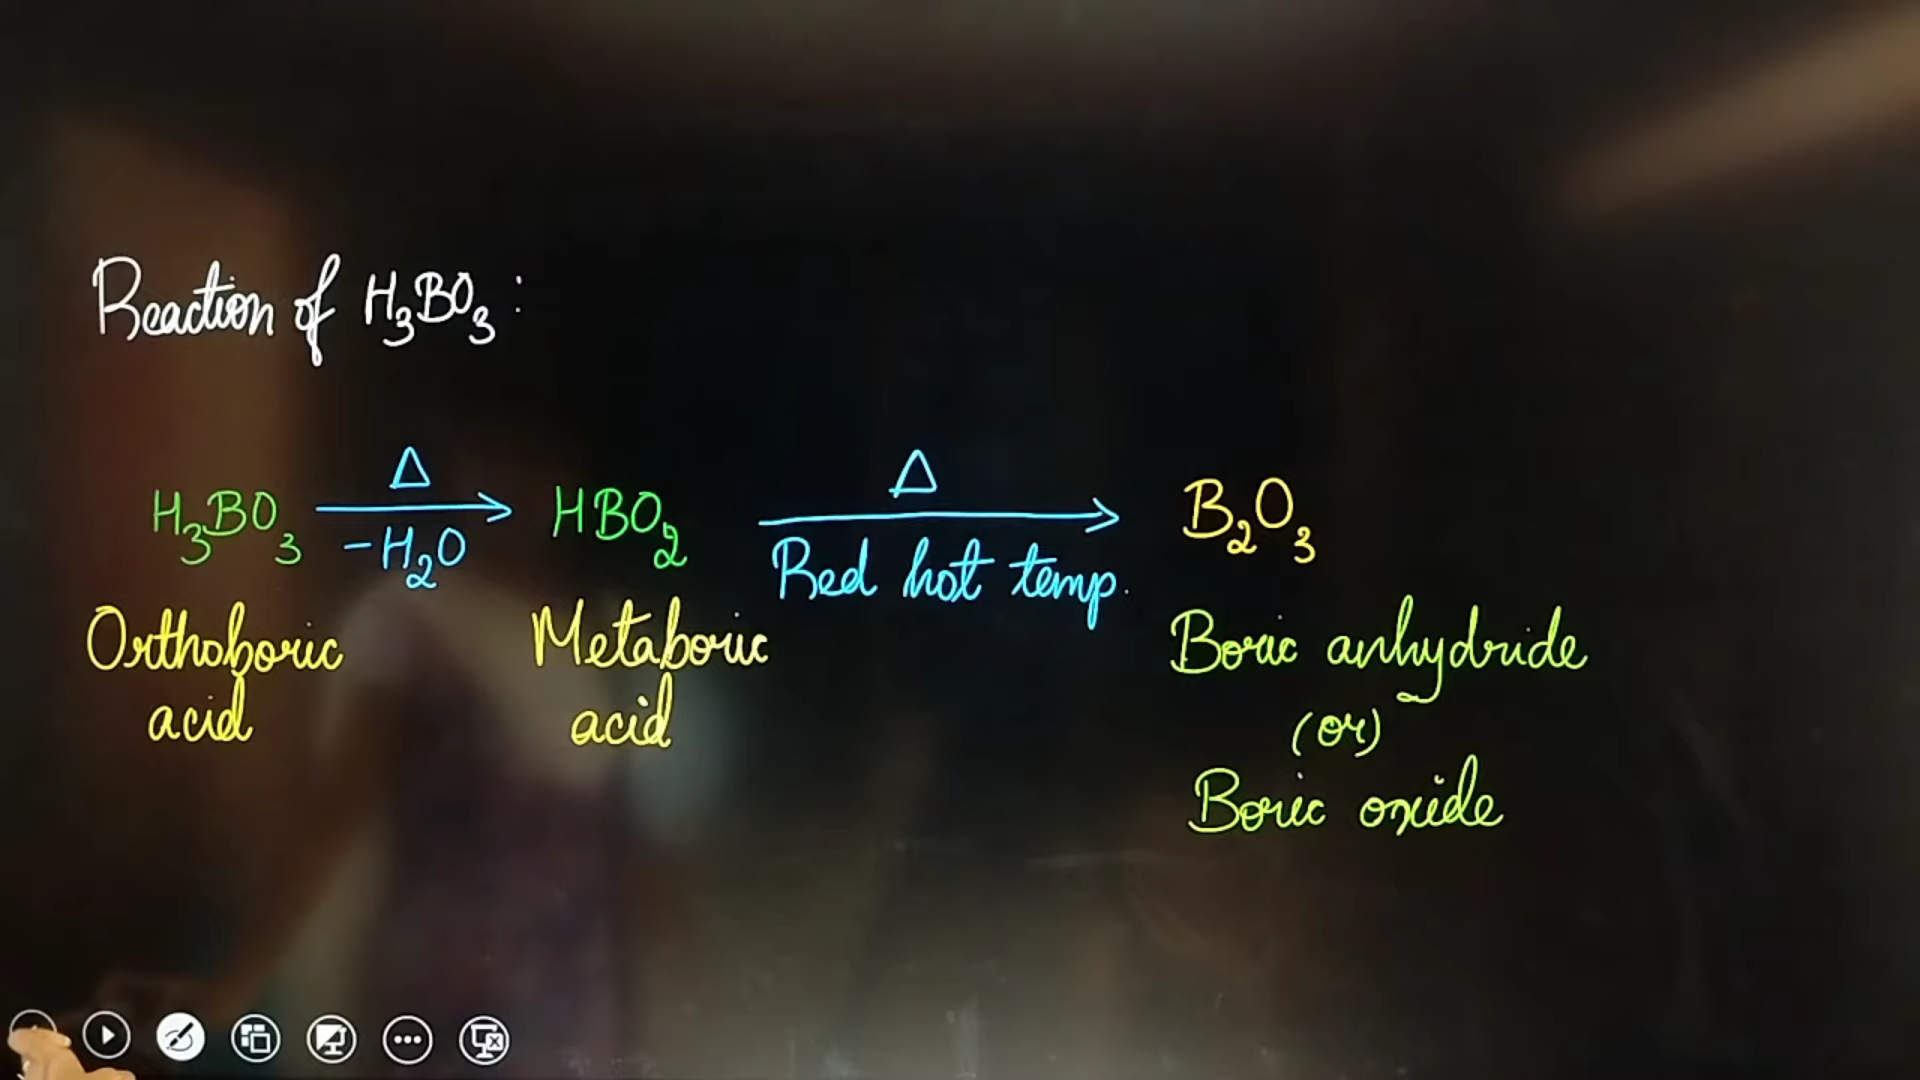 Reaction of H₃BO₃ :
Δ Δ
H₃BO₃ → HBO₂ → B₂O₃
-H₂O Red hot temp.
Orthoboric acid
Metaboric acid
Boric anhydride
(or)
Boric oxide